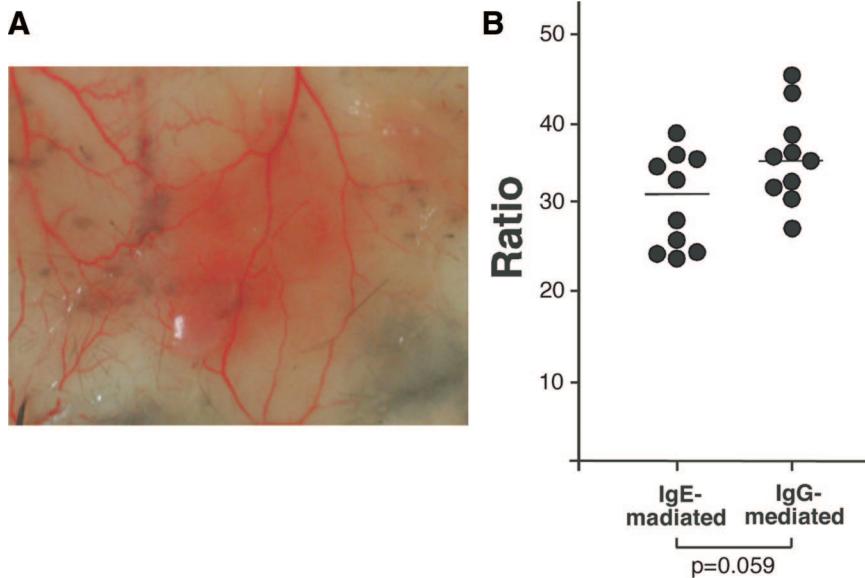 A
B
50
40
30
20
10
Ratio
IgE-
madiated
IgG-
mediated
p=0.059